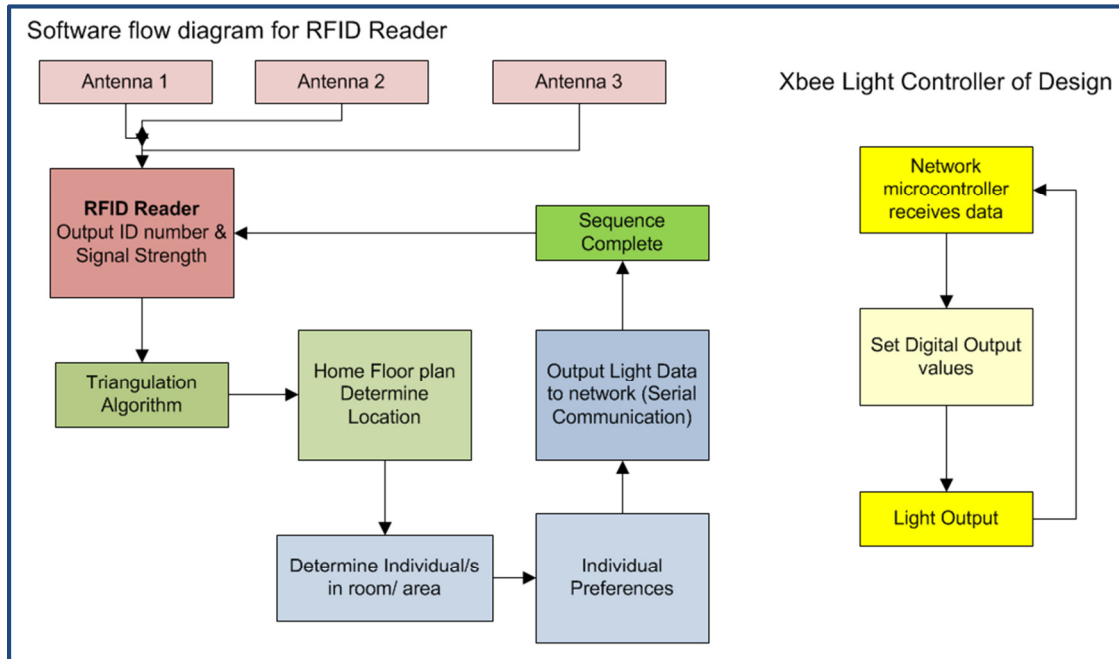 Software flow diagram for RFID Reader
Antenna 1
Antenna 2
Antenna 3
Xbee Light Controller of Design
RFID Reader
Output ID number &
Signal Strength
Sequence
Complete
Network
microcontroller
receives data
Triangulation
Algorithm
Home Floor plan
Determine
Location
Output Light Data
to network (Serial
Communication)
Set Digital Output
values
Determine Individual/s
in room/ area
Individual
Preferences
Light Output